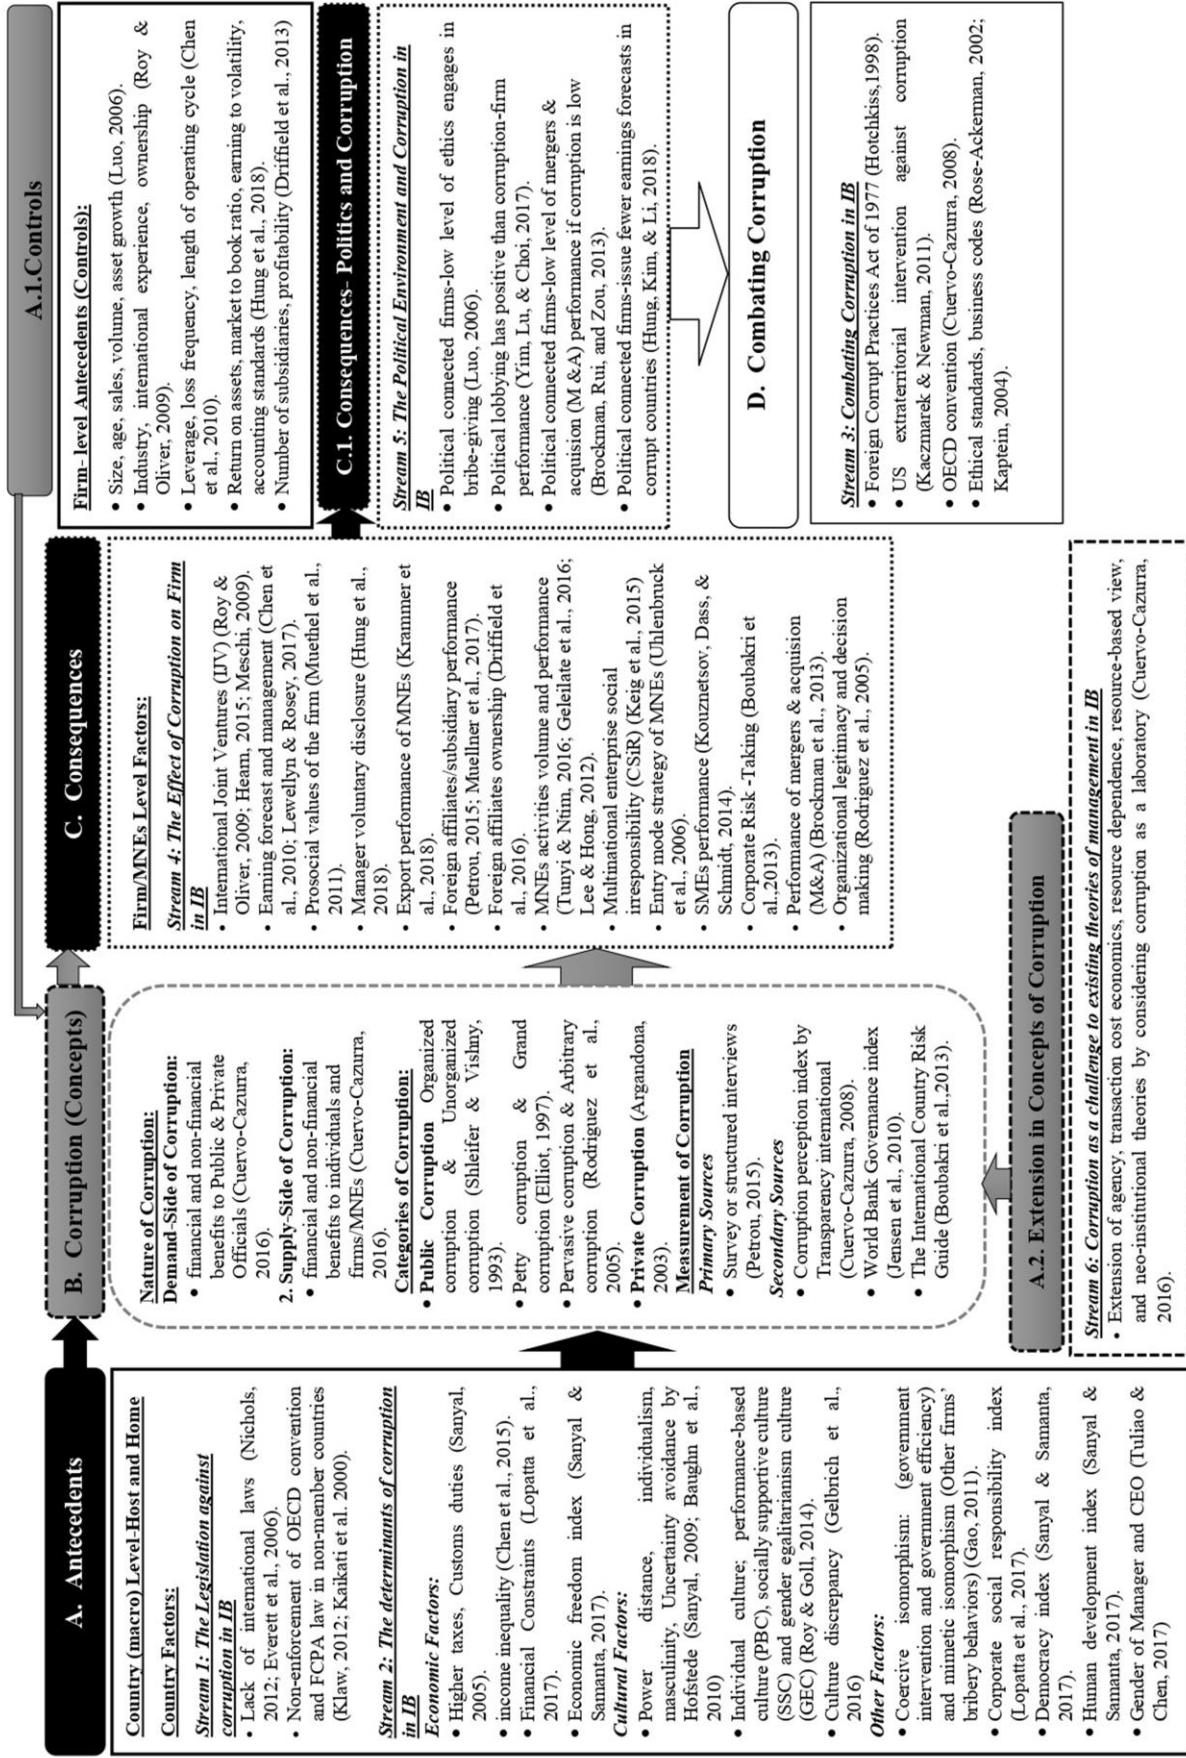 A. Antecedents
Country (macro) Level-Host and Home
Country Factors:
Stream 1: The Legislation against
corruption in IB
• Lack of international laws (Nichols,
2012; Everett et al., 2006).
• Non-enforcement of OECD convention
and FCPA law in non-member countries
(Klaw, 2012; Kaikati et al. 2000).
Stream 2: The determinants of corruption
in IB
Economic Factors:
• Higher taxes, Customs duties (Sanyal,
2005).
• income inequality (Chen et al., 2015).
• Financial Constraints (Lopatta et al.,
2017).
• Economic freedom index (Sanyal &
Samanta, 2017).
Cultural Factors:
• Power distance, individualism,
masculinity, Uncertainty avoidance by
Hofstede (Sanyal, 2009; Baughn et al.,
2010)
• Individual culture; performance-based
culture (PBC), socially supportive culture
(SSC) and gender egalitarianism culture
(GEC) (Roy & Goll, 2014).
• Culture discrepancy (Gelbrich et al.,
2016)
Other Factors:
• Coercive isomorphism: (government
intervention and government efficiency)
and mimetic isomorphism (Other firms'
bribery behaviors) (Gao, 2011).
• Corporate social responsibility index
(Lopatta et al., 2017).
• Democracy index (Sanyal & Samanta,
2017).
• Human development index (Sanyal &
Samanta, 2017).
• Gender of Manager and CEO (Tuliao &
Chen, 2017)
B. Corruption (Concepts)
Nature of Corruption:
Demand-Side of Corruption:
• financial and non-financial
benefits to Public & Private
Officials (Cuervo-Cazurra,
2016).
2. Supply-Side of Corruption:
• financial and non-financial
benefits to individuals and
firms/MNEs (Cuervo-Cazurra,
2016).
Categories of Corruption:
• Public Corruption Organized
corruption & Unorganized
corruption (Shleifer & Vishny,
1993).
• Petty corruption & Grand
corruption (Elliot, 1997).
• Pervasive corruption & Arbitrary
corruption (Rodriguez et al.,
2005).
• Private Corruption (Argandona,
2003).
Measurement of Corruption
Primary Sources
• Survey or structured interviews
(Petrou, 2015).
Secondary Sources
• Corruption perception index by
Transparency international
(Cuervo-Cazurra, 2008).
• World Bank Governance index
(Jensen et al., 2010).
• The International Country Risk
Guide (Boubakri et al.,2013).
A.2. Extension in Concepts of Corruption
Stream 6: Corruption as a challenge to existing theories of management in IB
• Extension of agency, transaction cost economics, resource dependence, resource-based view,
and neo-institutional theories by considering corruption as a laboratory (Cuervo-Cazurra,
2016).
C. Consequences
Firm/MNEs Level Factors:
Stream 4: The Effect of Corruption on Firm
in IB
• International Joint Ventures (IJV) (Roy &
Oliver, 2009; Hearn, 2015; Meschi, 2009).
• Earning forecast and management (Chen et
al., 2010; Lewellyn & Rosey, 2017).
• Prosocial values of the firm (Muethel et al.,
2011).
• Manager voluntary disclosure (Hung et al.,
2018).
• Export performance of MNEs (Krammer et
al., 2018).
• Foreign affiliates/subsidiary performance
(Petrou, 2015; Muellner et al., 2017).
• Foreign affiliates ownership (Driffield et
al., 2016).
• MNEs activities volume and performance
(Tunyi & Ntim, 2016; Geleilate et al., 2016;
Lee & Hong, 2012).
• Multinational enterprise social
irresponsibility (CSiR) (Keig et al., 2015)
• Entry mode strategy of MNEs (Uhlenbruck
et al., 2006).
• SMEs performance (Kouznetsov, Dass, &
Schmidt, 2014).
• Corporate Risk -Taking (Boubakri et
al.,2013).
• Performance of mergers & acquisition
(M&A) (Brockman et al., 2013).
• Organizational legitimacy and decision
making (Rodriguez et al., 2005).
A.1.Controls
Firm- level Antecedents (Controls):
• Size, age, sales, volume, asset growth (Luo, 2006).
• Industry, international experience, ownership (Roy &
Oliver, 2009).
• Leverage, loss frequency, length of operating cycle (Chen
et al., 2010).
• Return on assets, market to book ratio, earning to volatility,
accounting standards (Hung et al., 2018).
• Number of subsidiaries, profitability (Driffield et al., 2013)
C.1. Consequences- Politics and Corruption
Stream 5: The Political Environment and Corruption in
IB
• Political connected firms-low level of ethics engages in
bribe-giving (Luo, 2006).
• Political lobbying has positive than corruption-firm
performance (Yim, Lu, & Choi, 2017).
• Political connected firms-low level of mergers &
acquision (M &A) performance if corruption is low
(Brockman, Rui, and Zou, 2013).
• Political connected firms-issue fewer earnings forecasts in
corrupt countries (Hung, Kim, & Li, 2018).
D. Combating Corruption
Stream 3: Combating Corruption in IB
• Foreign Corrupt Practices Act of 1977 (Hotchkiss,1998).
• US extraterritorial intervention against corruption
(Kaczmarek & Newman, 2011).
• OECD convention (Cuervo-Cazura, 2008).
• Ethical standards, business codes (Rose-Ackerman, 2002;
Kaptein, 2004).